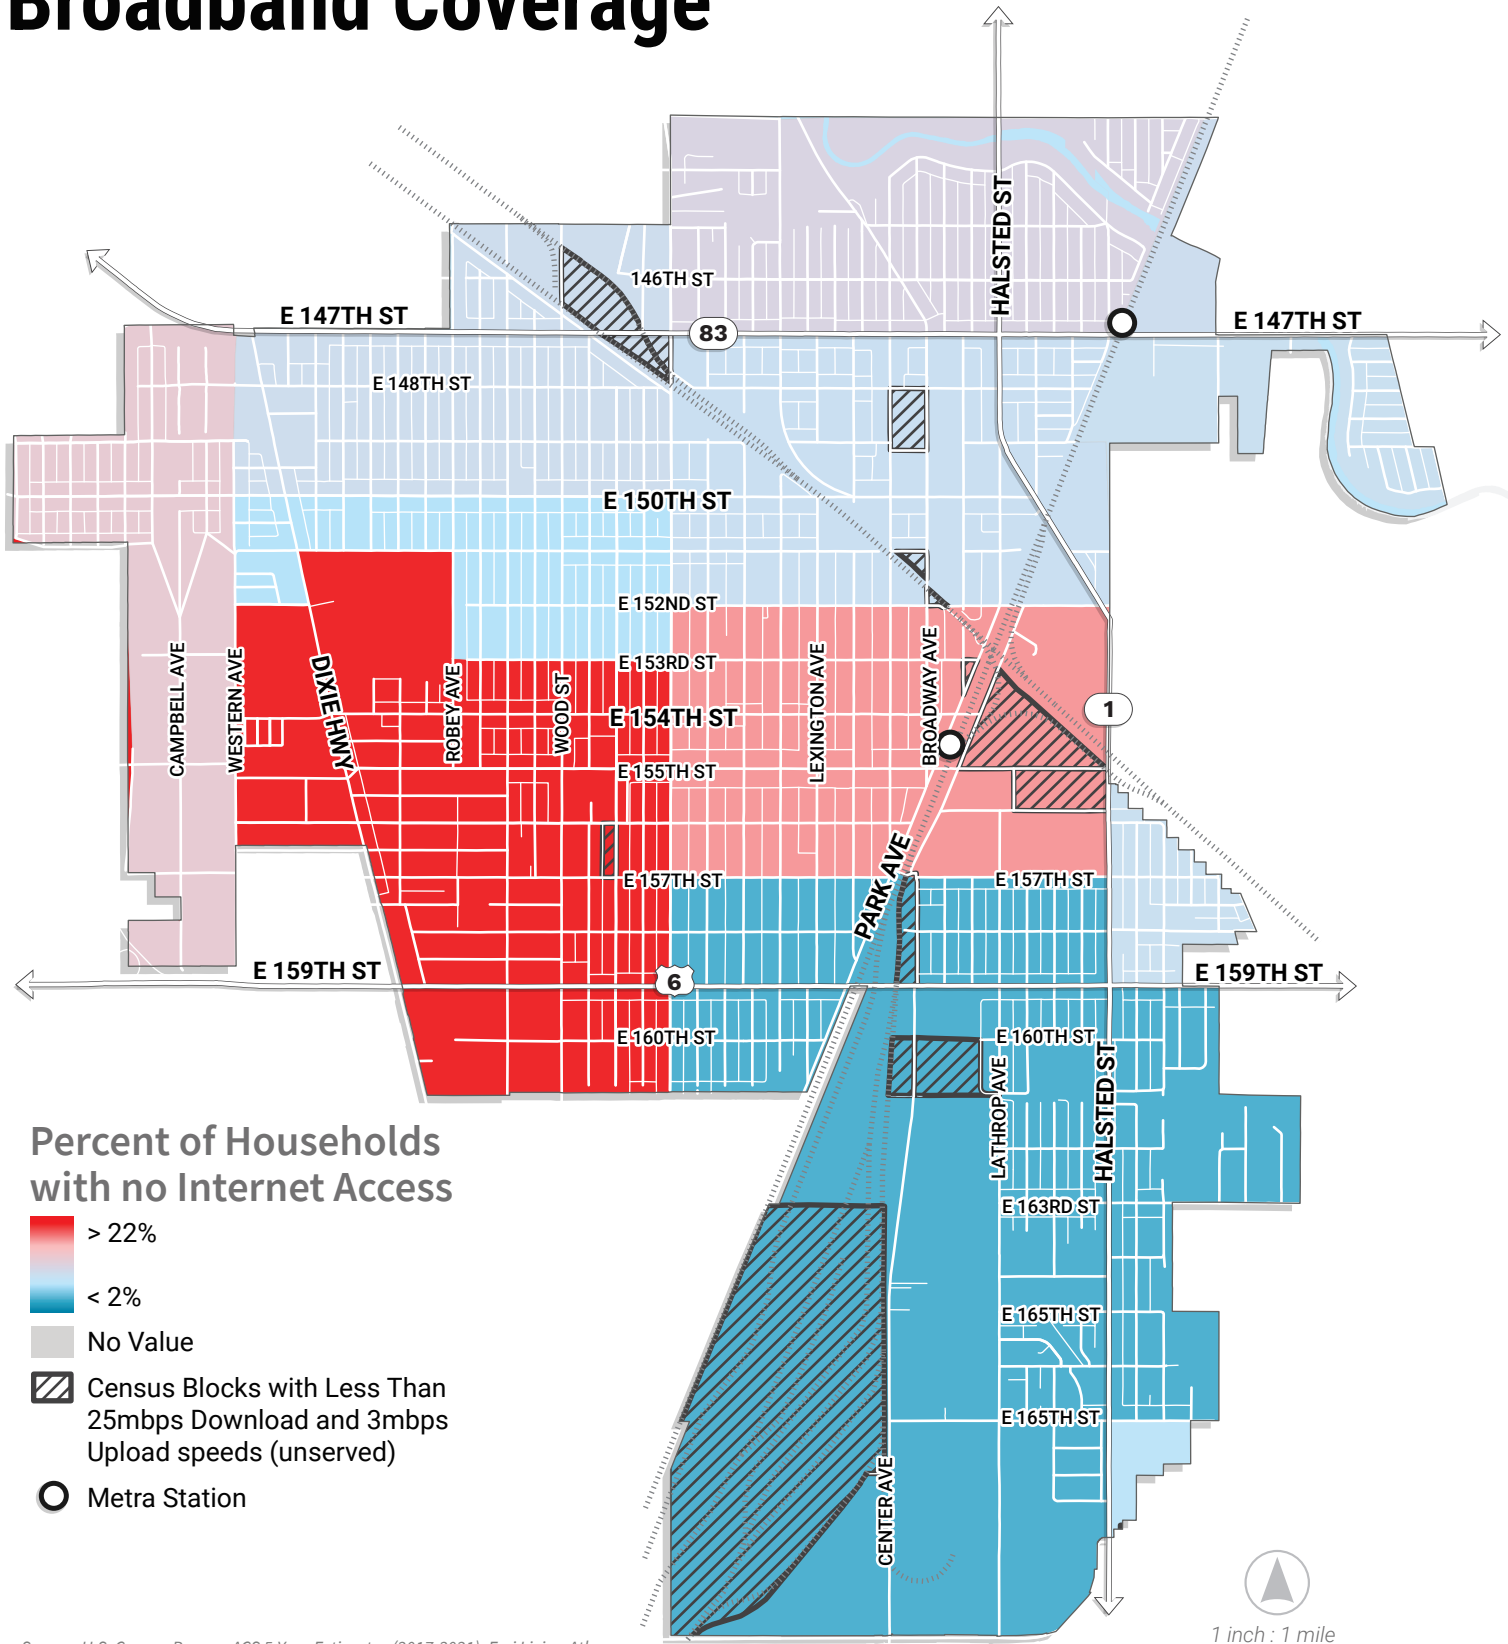 Broadband Coverage
HALSTED ST
146TH ST
E 147TH ST
83
E 147TH ST
E 148TH ST
E 150TH ST
E 152ND ST
E 153RD ST
CAMPBELL AVE
WESTERN AVE
DIXIE HWY
ROBEY AVE
WOOD ST
E 154TH ST
LEXINGTON AVE
BROADWAY AVE
1
E 155TH ST
PARK AVE
E 157TH ST
E 157TH ST
E 159TH ST
6
E 159TH ST
E 160TH ST
E 160TH ST
LATHROP AVE
HALSTED ST
E 163RD ST
E 165TH ST
E 165TH ST
CENTER AVE
Percent of Households
with no Internet Access
> 22%
< 2%
No Value
Census Blocks with Less Than
25mbps Download and 3mbps
Upload speeds (unserved)
Metra Station
1 inch : 1 mile